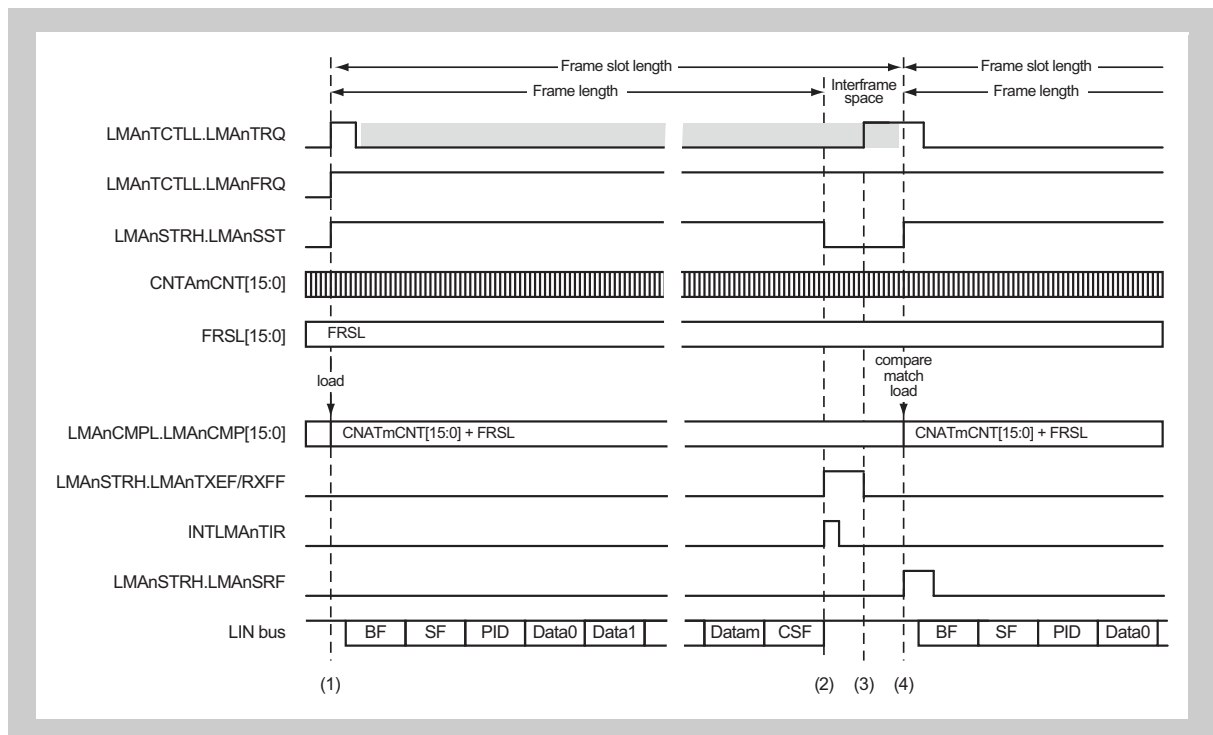 Frame slot length
Frame slot length
Frame length
Interframe
space
Frame length
LMAnTCTLL.LMAnTRQ
LMAnTCTLL.LMAnFRQ
LMAnSTRH.LMAnSST
CNTAmCNT[15:0]
FRSL[15:0]
FRSL
load
compare
match
load
LMAnCMPL.LMAnCMP[15:0]
CNATmCNT[15:0] + FRSL
CNATmCNT[15:0] + FRSL
LMAnSTRH.LMAnTXEF/RXFF
INTLMAnTIR
LMAnSTRH.LMAnSRF
LIN bus
BF SF PID Data0 Data1 Datam CSF BF SF PID Data0
(1) (2) (3) (4)